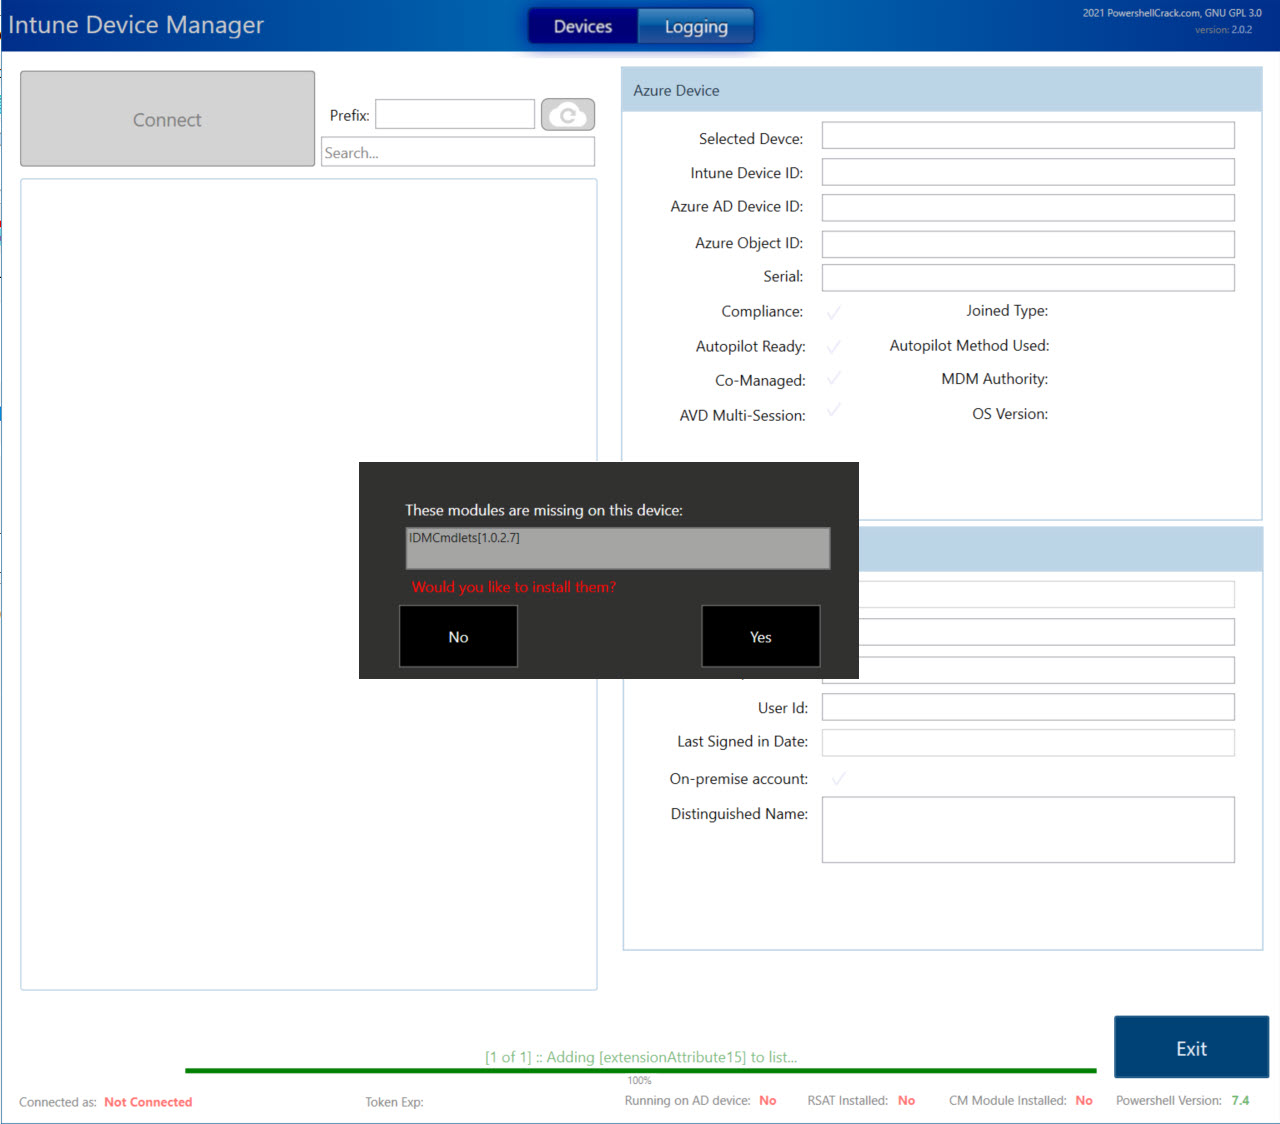 Intune Device Manager
Devices
Logging
2021 PowershellCrack.com, GNU GPL 3.0
version: 2.0.2
Connect
Prefix:
Search...
Azure Device
Selected Devce:
Intune Device ID:
Azure AD Device ID:
Azure Object ID:
Serial:
Compliance:
Joined Type:
Autopilot Ready:
Autopilot Method Used:
Co-Managed:
MDM Authority:
AVD Multi-Session:
OS Version:
These modules are missing on this device:
IDMCmdlets[1.0.2.7]
Would you like to install them?
No
Yes
User Id:
Last Signed in Date:
On-premise account:
Distinguished Name:
[1 of 1] :: Adding [extensionAttribute15] to list...
100%
Exit
Connected as: Not Connected
Token Exp:
Running on AD device: No
RSAT Installed: No
CM Module Installed: No
Powershell Version: 7.4